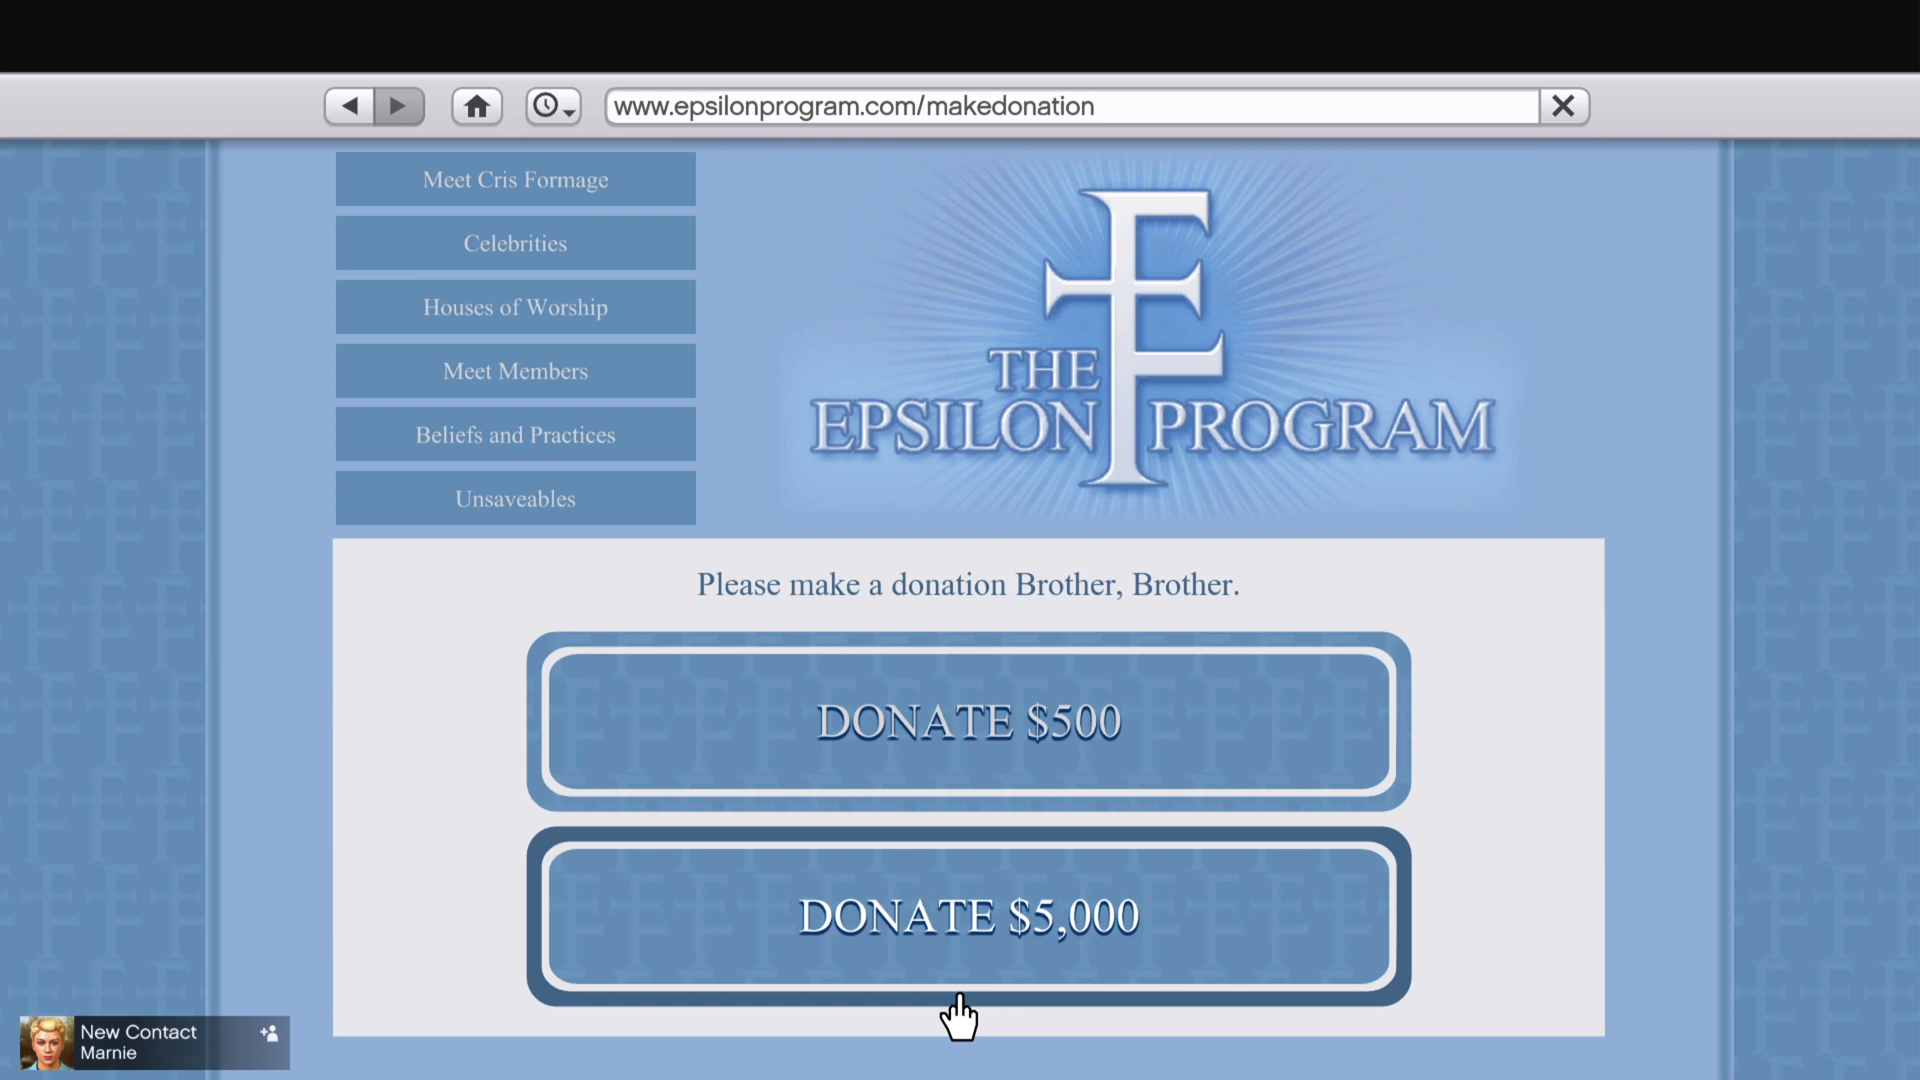 www.epsilonprogram.com/makedonation
Meet Cris Formage
Celebrities
Houses of Worship
Meet Members
Beliefs and Practices
Unsaveables
THE
EPSILON PROGRAM
Please make a donation Brother, Brother.
DONATE $500
DONATE $5,000
New Contact
Marnie